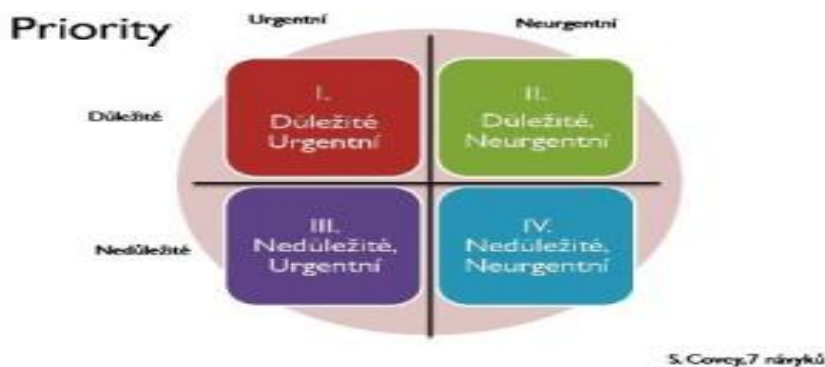 Priority
Urgentní
Neurgentní
Důležité
I.
Důležité
Urgentní
II.
Důležité,
Neurgentní
Nedůležité
III.
Nedůležité,
Urgentní
IV.
Nedůležité,
Neurgentní
S. Covey,7 návyků